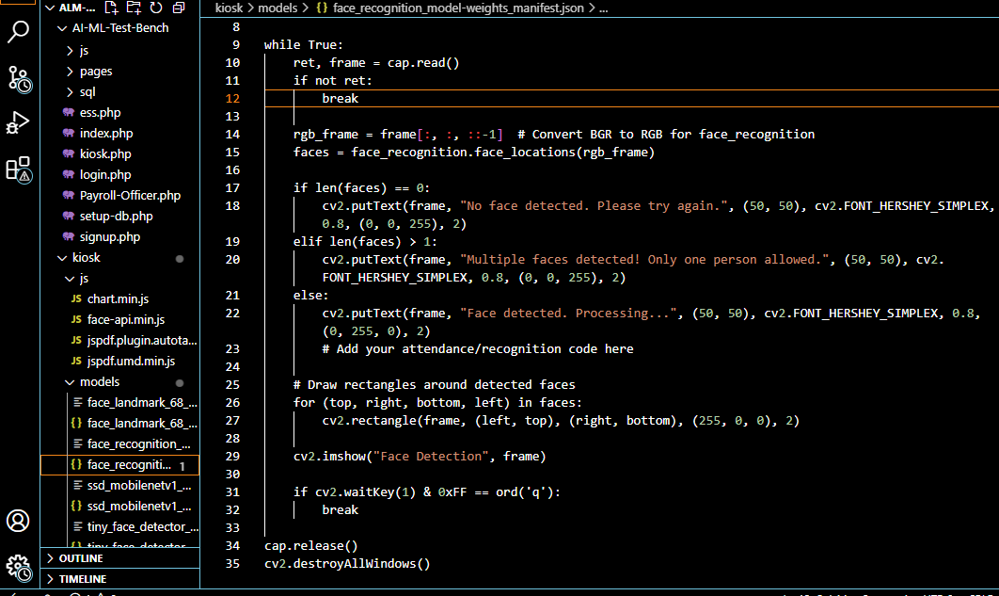 ALM-...
AI-ML-Test-Bench
js
pages
sql
ess.php
index.php
kiosk.php
login.php
Payroll-Officer.php
setup-db.php
signup.php
kiosk
js
JS chart.min.js
JS face-api.min.js
JS jspdf.plugin.autota...
JS jspdf.umd.min.js
models
face_landmark_68_...
{} face_landmark_68_...
face_recognition_...
{} face_recogniti... 1
ssd_mobilenetv1_...
{} ssd_mobilenetv1_...
tiny_face_detector_...
{} tiny_face_detector
OUTLINE
TIMELINE
kiosk > models > {} face_recognition_model-weights_manifest.json > ...
8
9 while True:
10 ret, frame = cap.read()
11 if not ret:
12 break
13
14 rgb_frame = frame[:, :, ::-1]  # Convert BGR to RGB for face_recognition
15 faces = face_recognition.face_locations(rgb_frame)
16
17 if len(faces) == 0:
18 cv2.putText(frame, "No face detected. Please try again.", (50, 50), cv2.FONT_HERSHEY_SIMPLEX,
0.8, (0, 0, 255), 2)
19 elif len(faces) > 1:
20 cv2.putText(frame, "Multiple faces detected! Only one person allowed.", (50, 50), cv2.
FONT_HERSHEY_SIMPLEX, 0.8, (0, 0, 255), 2)
21 else:
22 cv2.putText(frame, "Face detected. Processing...", (50, 50), cv2.FONT_HERSHEY_SIMPLEX, 0.8,
(0, 255, 0), 2)
23 # Add your attendance/recognition code here
24
25 # Draw rectangles around detected faces
26 for (top, right, bottom, left) in faces:
27 cv2.rectangle(frame, (left, top), (right, bottom), (255, 0, 0), 2)
28
29 cv2.imshow("Face Detection", frame)
30
31 if cv2.waitKey(1) & 0xFF == ord('q'):
32 break
33
34 cap.release()
35 cv2.destroyAllWindows()